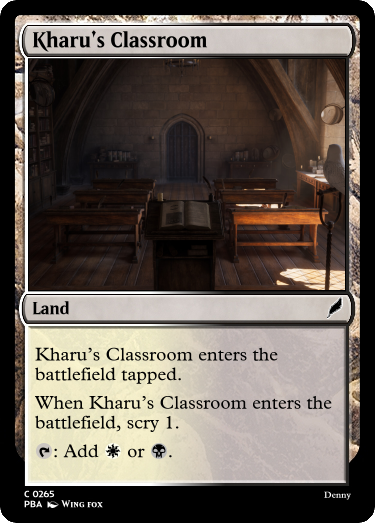 Kharu's Classroom
Land
Kharu's Classroom enters the
battlefield tapped.
When Kharu's Classroom enters the
battlefield, scry 1.
: Add or .
C 0265
PBA Wing fox
Denny